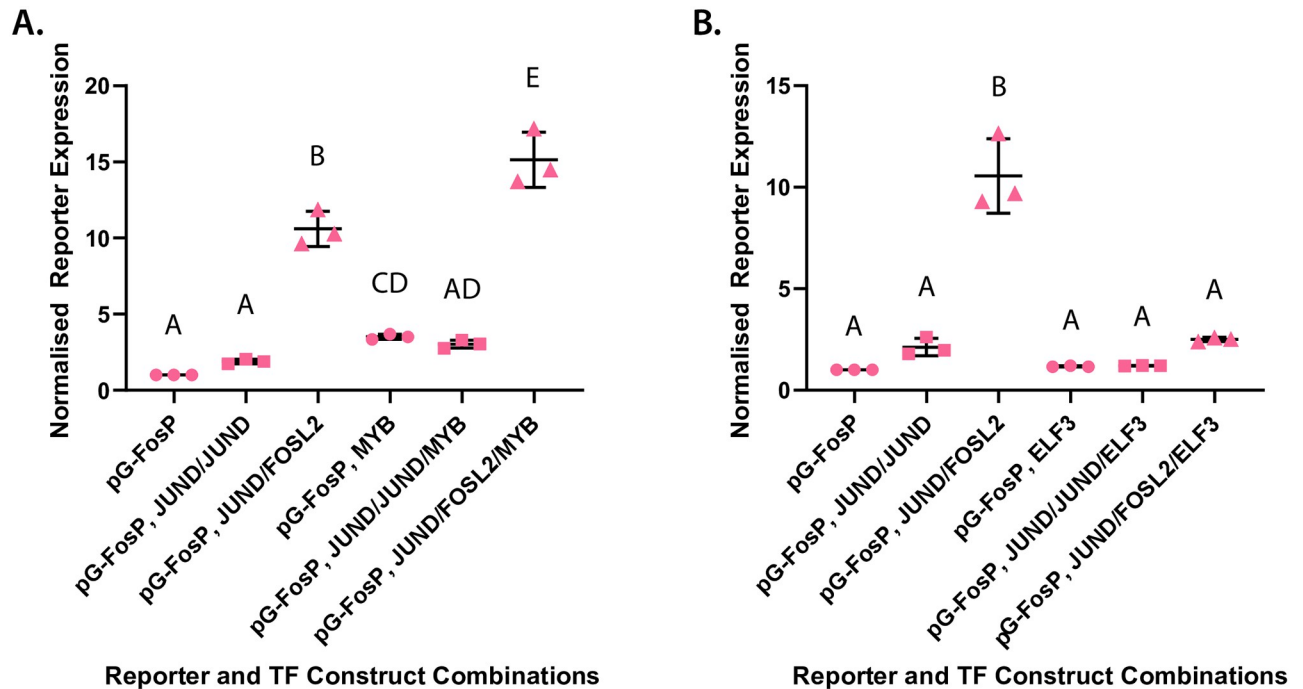 A.
Normalised Reporter Expression
20
15
10
5
0
A
A
B
CD
AD
E
pG-FosP
pG-FosP, JUND/JUND
pG-FosP, JUND/FOSL2
pG-FosP, MYB
pG-FosP, JUND/JUND/MYB
pG-FosP, JUND/FOSL2/MYB
Reporter and TF Construct Combinations
B.
Normalised Reporter Expression
15
10
5
0
A
A
B
A
A
A
pG-FosP
pG-FosP, JUND/JUND
pG-FosP, JUND/FOSL2
pG-FosP, ELF3
pG-FosP, JUND/JUND/ELF3
pG-FosP, JUND/FOSL2/ELF3
Reporter and TF Construct Combinations